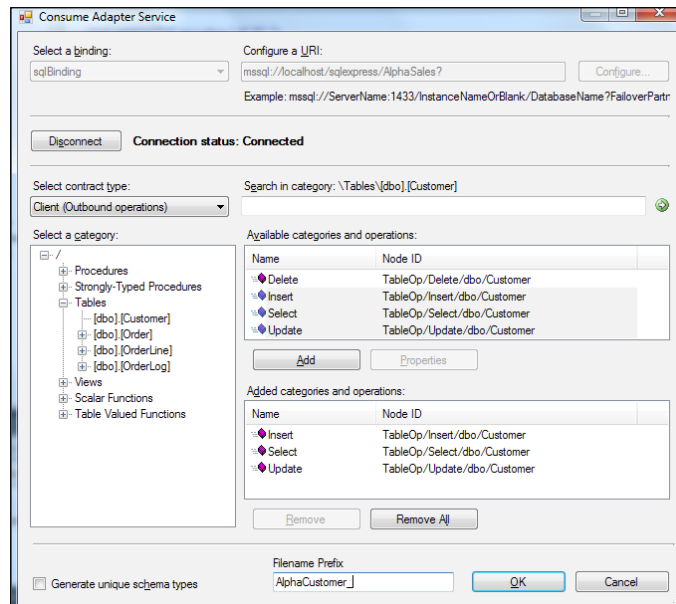 Consume Adapter Service
Select a binding:
Configure a URI:
sqlBinding
mssql://localhost/sqlexpress/AlphaSales?
Configure...
Example: mssql://ServerName:1433/InstanceNameOrBlank/DatabaseName?FailoverPartn
Disconnect
Connection status: Connected
Select contract type:
Search in category: \Tables\[dbo].[Customer]
Client (Outbound operations)
Select a category:
Available categories and operations:
/
Procedures
Strongly-Typed Procedures
Tables
[dbo].[Customer]
[dbo].[Order]
[dbo].[OrderLine]
[dbo].[OrderLog]
Views
Scalar Functions
Table Valued Functions
Name Node ID
Delete TableOp/Delete/dbo/Customer
Insert TableOp/Insert/dbo/Customer
Select TableOp/Select/dbo/Customer
Update TableOp/Update/dbo/Customer
Add
Properties
Added categories and operations:
Name Node ID
Insert TableOp/Insert/dbo/Customer
Select TableOp/Select/dbo/Customer
Update TableOp/Update/dbo/Customer
Remove
Remove All
Filename Prefix
Generate unique schema types
AlphaCustomer_
OK
Cancel